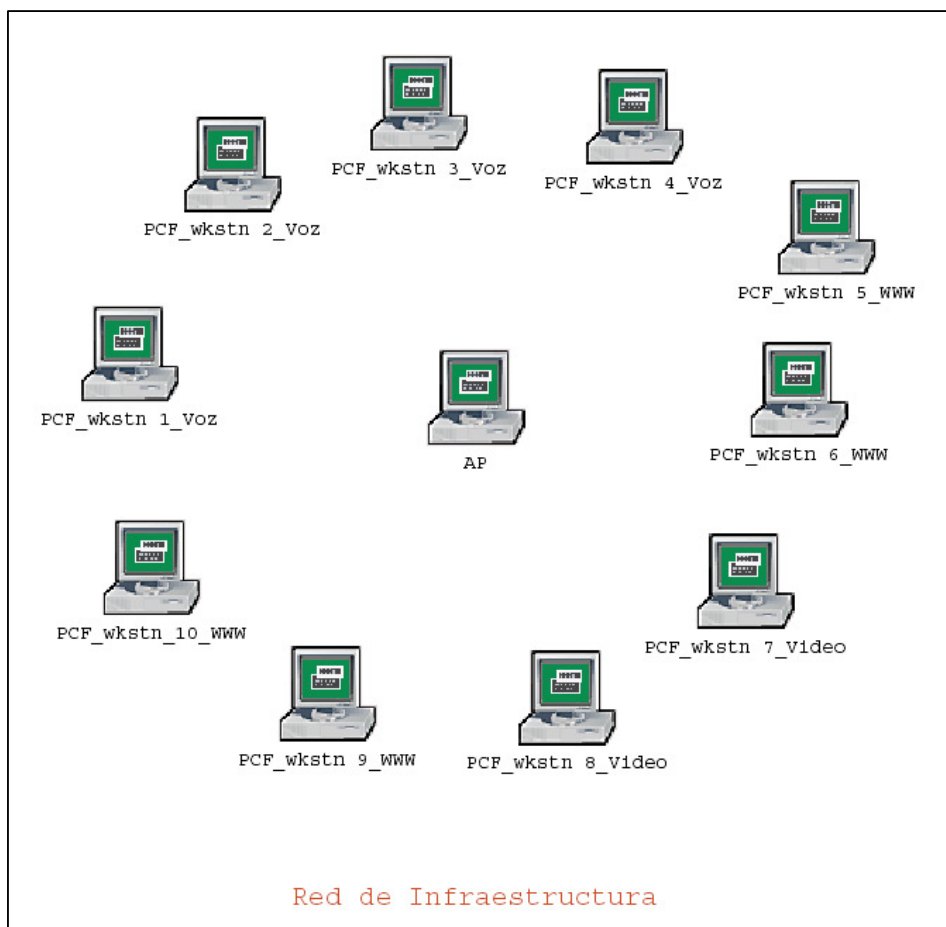 PCF_wkstn 3_Voz
PCF_wkstn 4_Voz
PCF_wkstn 2_Voz
PCF_wkstn 5_WWW
PCF_wkstn 1_Voz
AP
PCF_wkstn 6_WWW
PCF_wkstn_10_WWW
PCF_wkstn 7_Video
PCF_wkstn 9_WWW
PCF_wkstn 8_Video
Red de Infraestructura